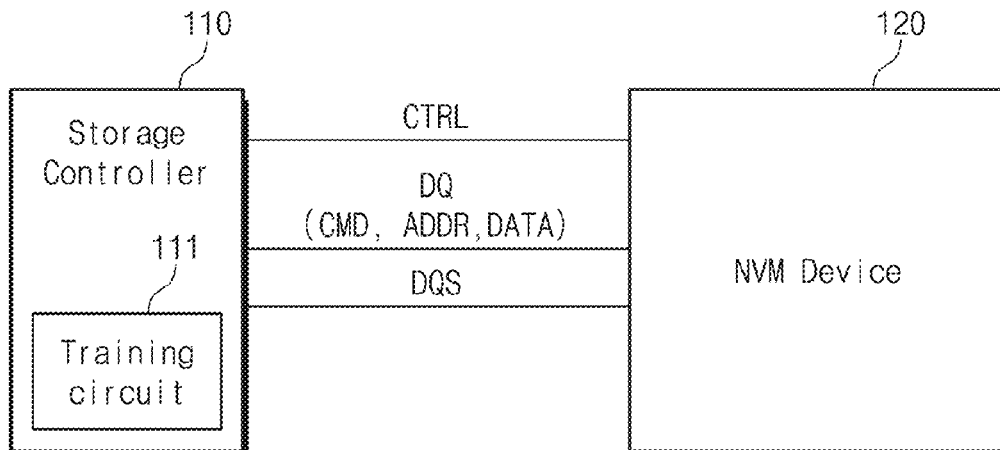 110
120
Storage
Controller
CTRL
DQ
(CMD, ADDR,DATA)
DQS
NVM Device
111
Training
circuit